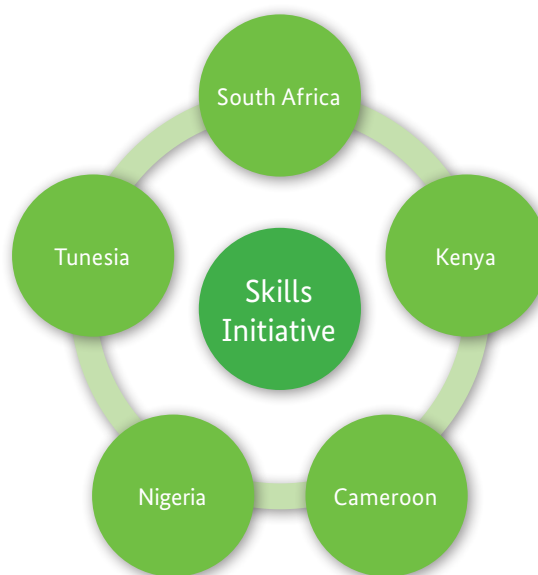 South Africa
Tunesia
Kenya
Skills
Initiative
Nigeria
Cameroon